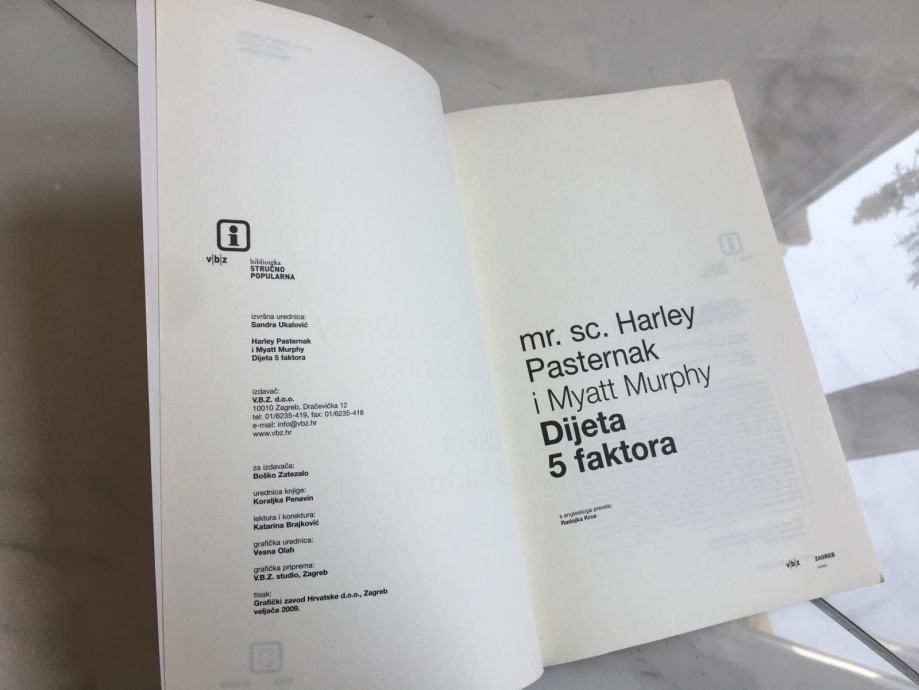 v|b|z
biblioteka
STRUČNO
POPULARNA
izvršna urednica:
Sandra Ukalović
Harley Pasternak
i Myatt Murphy
Dijeta 5 faktora
izdavač:
V.B.Z. d.o.o.
10010 Zagreb, Dračevička 12
tel: 01/6235-419, fax: 01/6235-418
e-mail: info@vbz.hr
www.vbz.hr
za izdavača:
Boško Zatezalo
urednica knjige:
Koraljka Penavin
lektura i korektura:
Katarina Brajković
grafička urednica:
Vesna Olah
grafička priprema:
V.B.Z. studio, Zagreb
tisak:
Grafički zavod Hrvatske d.o.o., Zagreb
veljača 2009.
mr. sc. Harley
Pasternak
i Myatt Murphy
Dijeta
5 faktora
s engleskoga prevela:
Radojka Krce
v|b|z ZAGREB